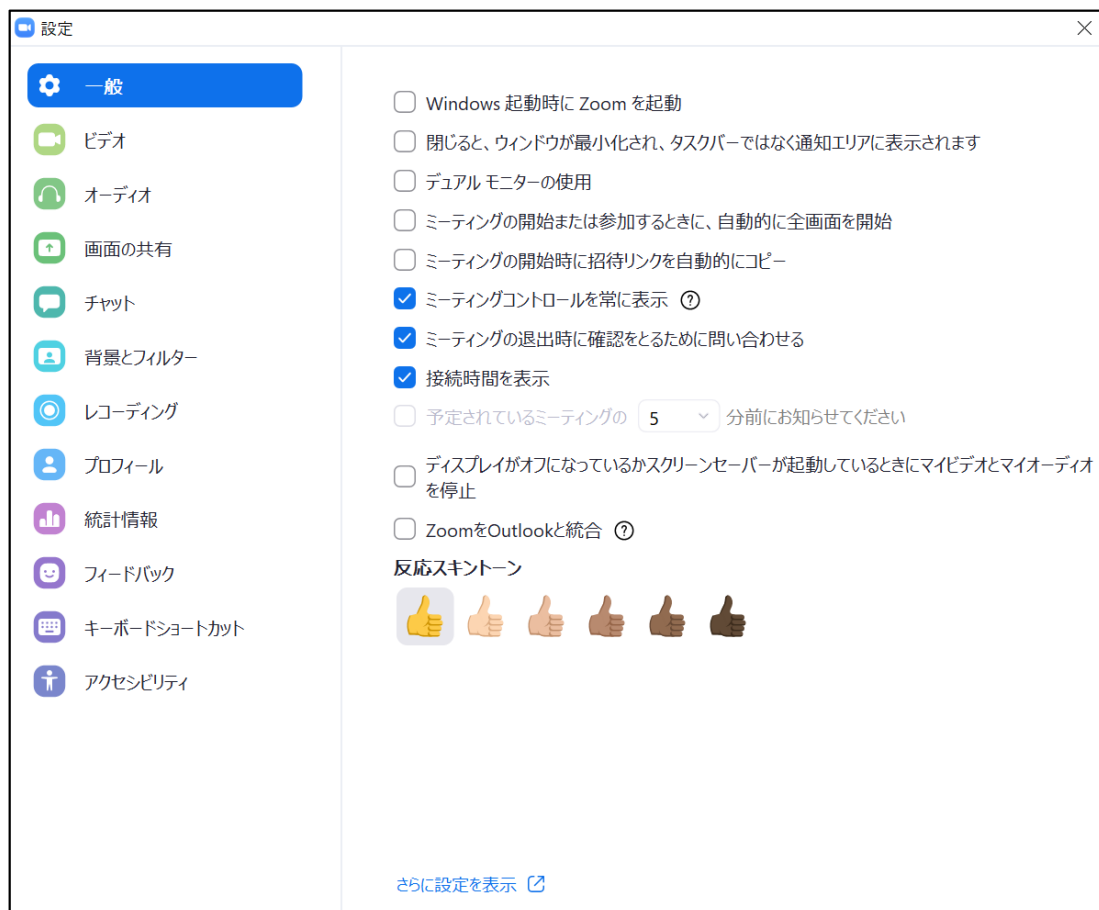 設定
一般
ビデオ
オーディオ
画面の共有
チャット
背景とフィルター
レコーディング
プロフィール
統計情報
フィードバック
キーボードショートカット
アクセシビリティ
Windows 起動時に Zoom を起動
閉じると、ウィンドウが最小化され、タスクバーではなく通知エリアに表示されます
デュアル モニターの使用
ミーティングの開始または参加するときに、自動的に全画面を開始
ミーティングの開始時に招待リンクを自動的にコピー
ミーティングコントロールを常に表示 ?
ミーティングの退出時に確認をとるために問い合わせる
接続時間を表示
予定されているミーティングの 5 分前にお知らせてください
ディスプレイがオフになっているかスクリーンセーバーが起動しているときにマイビデオとマイオーディオ
を停止
ZoomをOutlookと統合 ?
反応スキントーン
さらに設定を表示